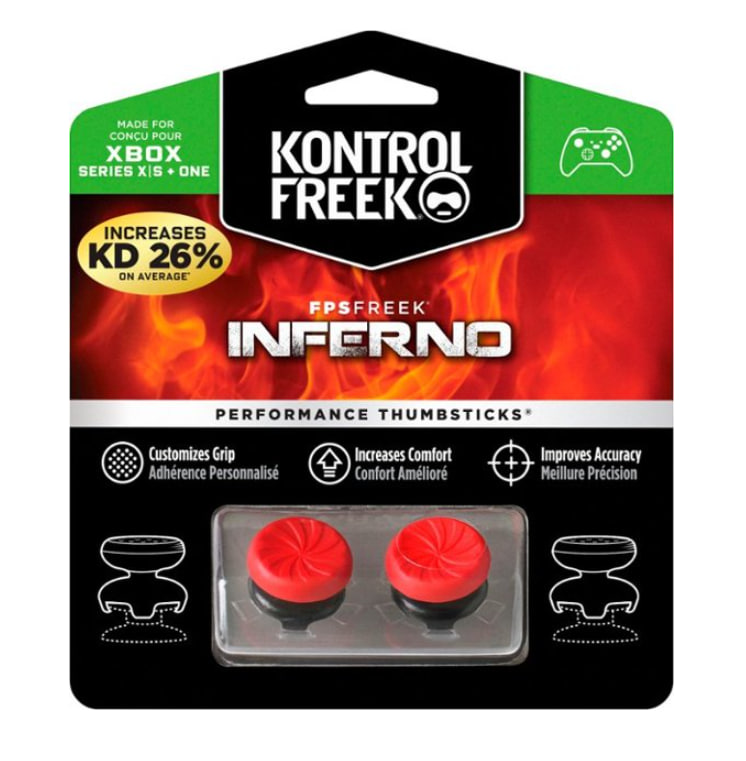 MADE FOR
CONÇU POUR
XBOX
SERIES X|S + ONE
KONTROL
FREEK®
INCREASES
KD 26%
ON AVERAGE*
FPSFREEK®
INFERNO
PERFORMANCE THUMBSTICKS®
Customizes Grip
Adhérence Personnalisé
Increases Comfort
Confort Amélioré
Improves Accuracy
Meillure Précision